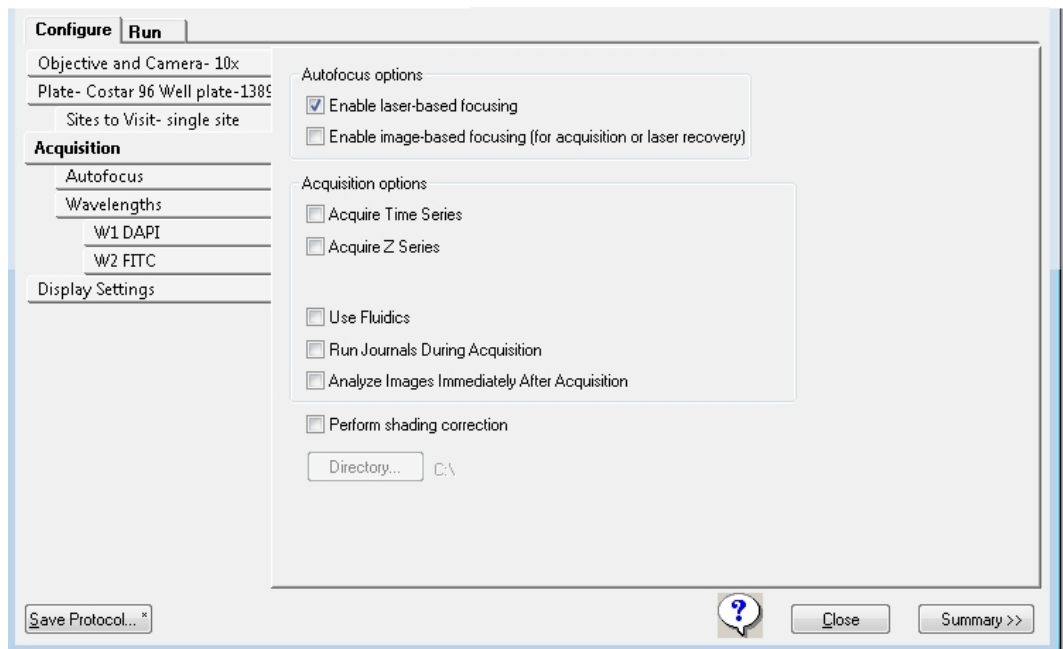 Configure Run
Objective and Camera- 10x
Plate- Costar 96 Well plate-1389
Sites to Visit- single site
Acquisition
Autofocus
Wavelengths
W1 DAPI
W2 FITC
Display Settings
Autofocus options
Enable laser-based focusing
Enable image-based focusing (for acquisition or laser recovery)
Acquisition options
Acquire Time Series
Acquire Z Series
Use Fluidics
Run Journals During Acquisition
Analyze Images Immediately After Acquisition
Perform shading correction
Directory... C:\
Save Protocol... *
?
Close
Summary >>